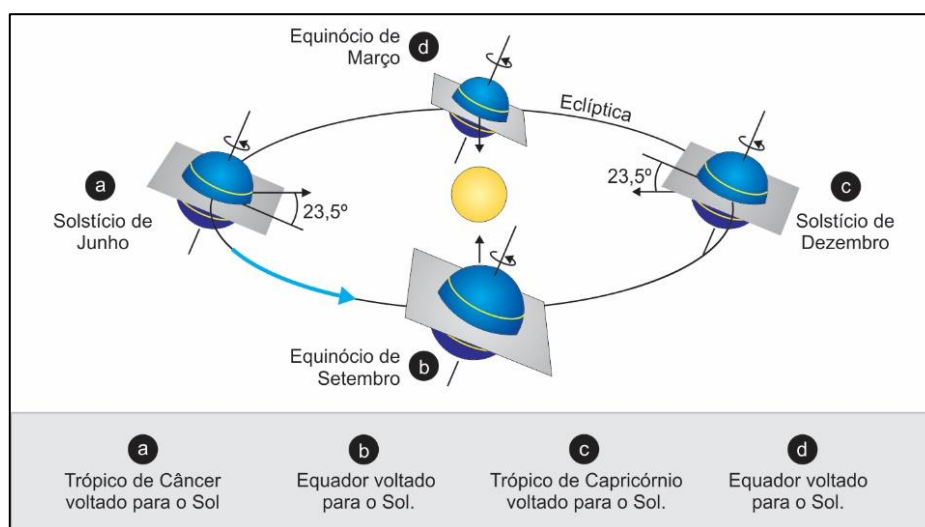 Equinócio de
Março
d
Eclíptica
a
Solstício de
Junho
23,5º
23,5º
c
Solstício de
Dezembro
Equinócio de
Setembro
b
a
Trópico de Câncer
voltado para o Sol
b
Equador voltado
para o Sol.
c
Trópico de Capricórnio
voltado para o Sol.
d
Equador voltado
para o Sol.